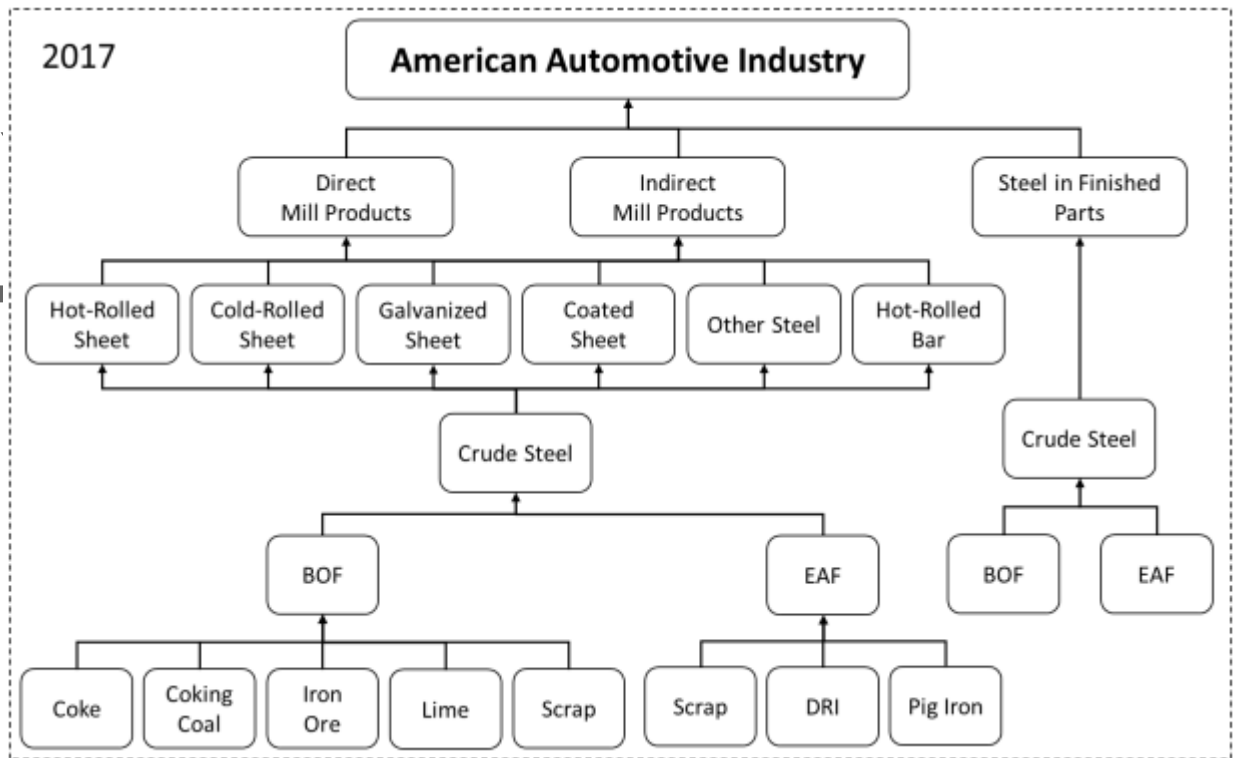 2017
American Automotive Industry
Direct
Mill Products
Indirect
Mill Products
Steel in Finished
Parts
Hot-Rolled
Sheet
Cold-Rolled
Sheet
Galvanized
Sheet
Coated
Sheet
Other Steel
Hot-Rolled
Bar
Crude Steel
Crude Steel
BOF
EAF
BOF
EAF
Coke
Coking
Coal
Iron
Ore
Lime
Scrap
Scrap
DRI
Pig Iron